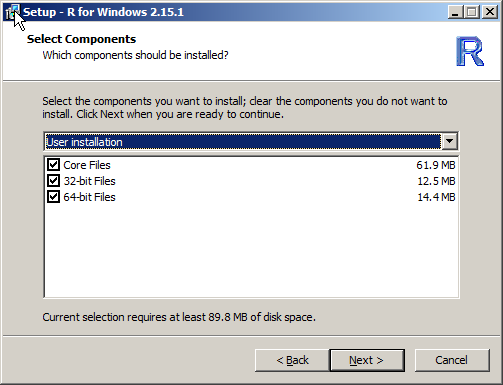 Setup - R for Windows 2.15.1
Select Components
Which components should be installed?
R
Select the components you want to install; clear the components you do not want to
install. Click Next when you are ready to continue.
User installation
Core Files 61.9 MB
32-bit Files 12.5 MB
64-bit Files 14.4 MB
Current selection requires at least 89.8 MB of disk space.
< Back Next > Cancel